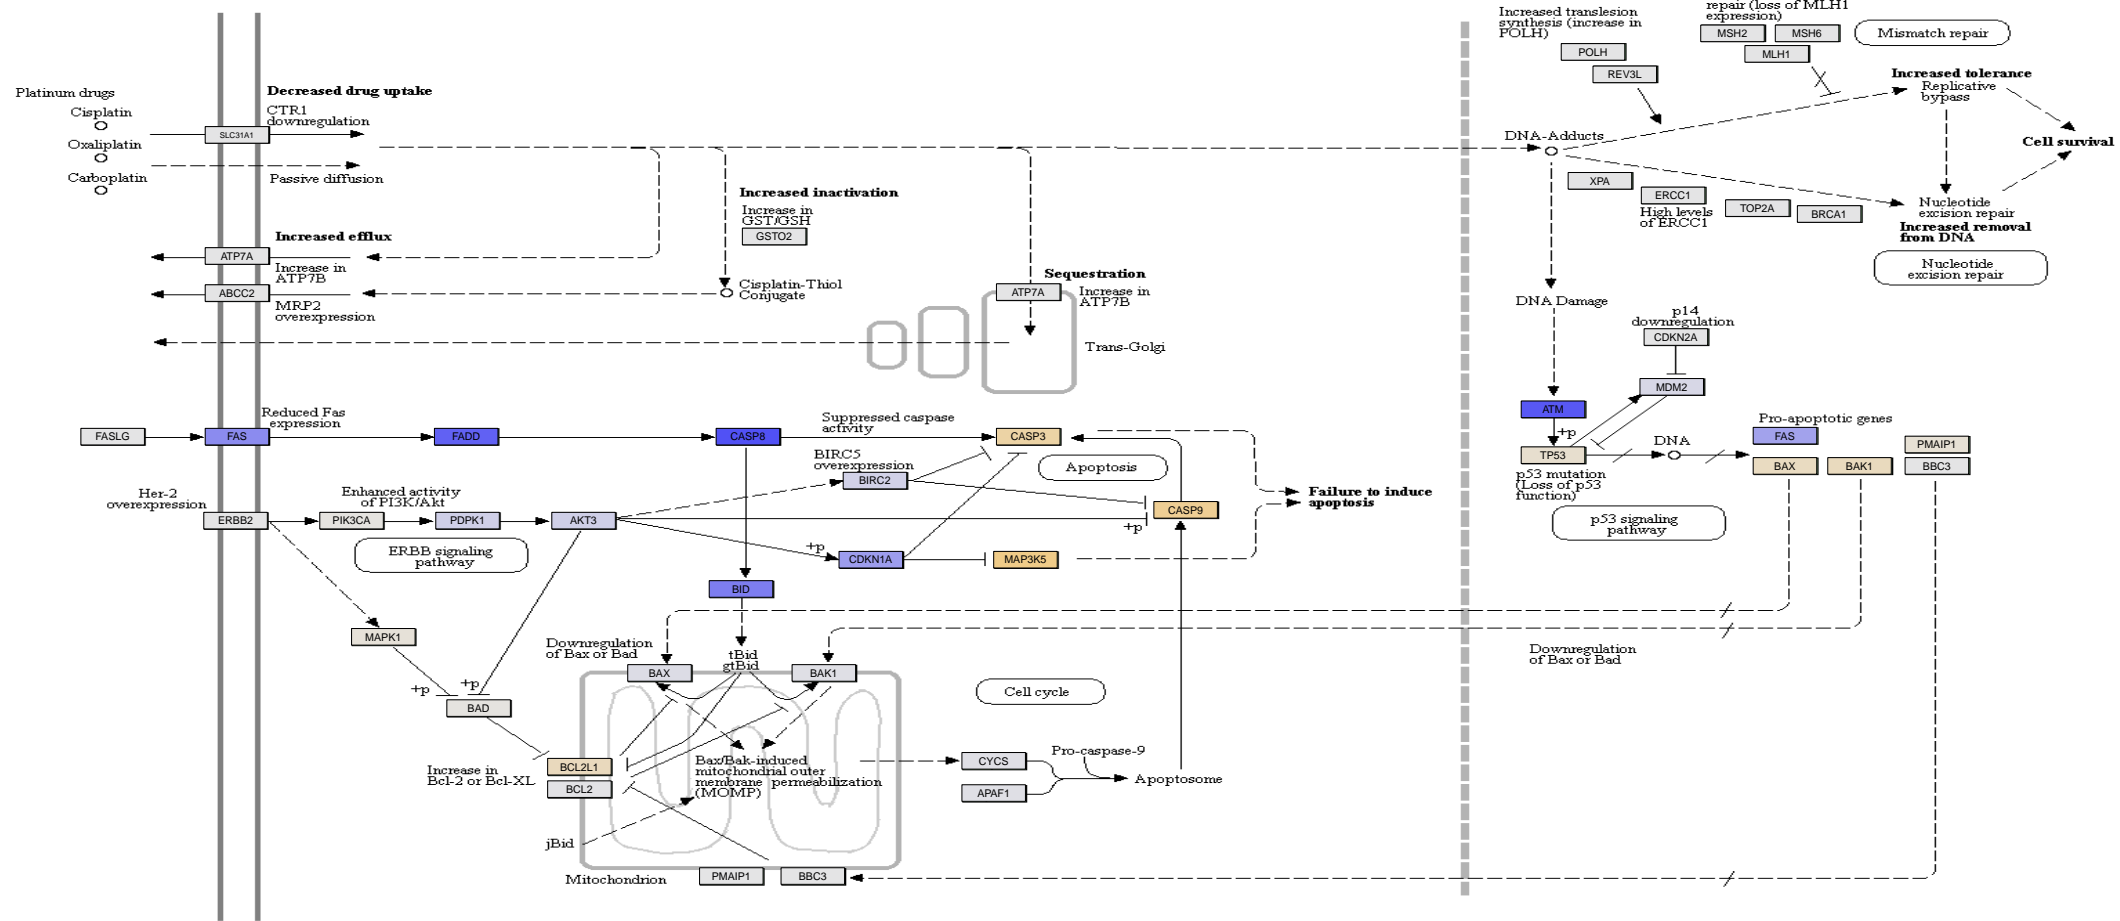 Increased translesion
synthesis (increase in
POLH)
repair (loss of MLH1
expression)
MSH2
MSH6
Mismatch repair
POLH
MLH1
REV3L
Increased tolerance
Replicative
bypass
Platinum drugs
Decreased drug uptake
Cisplatin
CTR1
downregulation
SLC31A1
Oxaliplatin
DNA-Adducts
Cell survival
Carboplatin
Passive diffusion
XPA
ERCC1
TOP2A
BRCA1
High levels
of ERCC1
Nucleotide
excision repair
Increased removal
from DNA
Nucleotide
excision repair
Increased inactivation
Increase in
GST/GSH
GSTO2
Increased efflux
ATP7A
Increase in
ATP7B
ABCC2
MRP2
overexpression
Cisplatin-Thiol
Conjugate
Sequestration
ATP7A
Increase in
ATP7B
Trans-Golgi
DNA Damage
p14
downregulation
CDKN2A
MDM2
ATM
+p
TP53
p53 mutation
(Loss of p53
function)
DNA
Pro-apoptotic genes
FAS
PMAIP1
BAX
BAK1
BBC3
p53 signaling
pathway
FASLG
FAS
Reduced Fas
expression
FADD
CASP8
Suppressed caspase
activity
CASP3
BIRC5
overexpression
BIRC2
Apoptosis
Her-2
overexpression
Enhanced activity
of PI3K/Akt
ERBB2
PIK3CA
PDPK1
AKT3
CASP9
+p
Failure to induce
apoptosis
ERBB signaling
pathway
+p
CDKN1A
MAP3K5
BID
MAPK1
Downregulation
of Bax or Bad
tBid
gtBid
BAX
BAK1
Downregulation
of Bax or Bad
+p
+p
BAD
Cell cycle
Increase in
Bcl-2 or Bcl-XL
BCL2L1
BCL2
Bax/Bak-induced
mitochondrial outer
membrane permeabilization
(MOMP)
CYCS
APAF1
Pro-caspase-9
Apoptosome
jBid
Mitochondrion
PMAIP1
BBC3